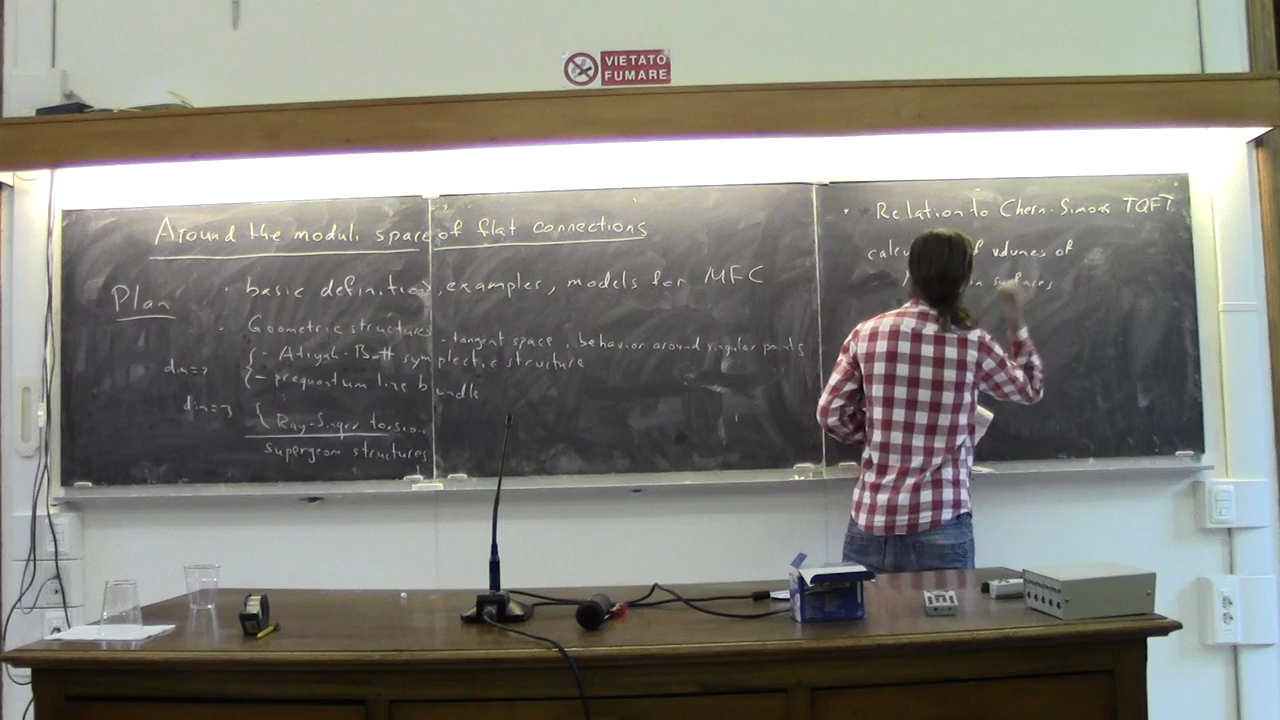 VIETATO
FUMARE
Around the moduli space of flat connections
Plan
• basic definitions, examples, models for MFC
• Geometric structures - tangent space, behavior around singular points
dim=2 { - Atiyah-Bott symplectic structure
- prequantum line bundle
dim=3 { Ray-Singer torsion
supergeom structures
• Relation to Chern-Simons TQFT
of volumes of